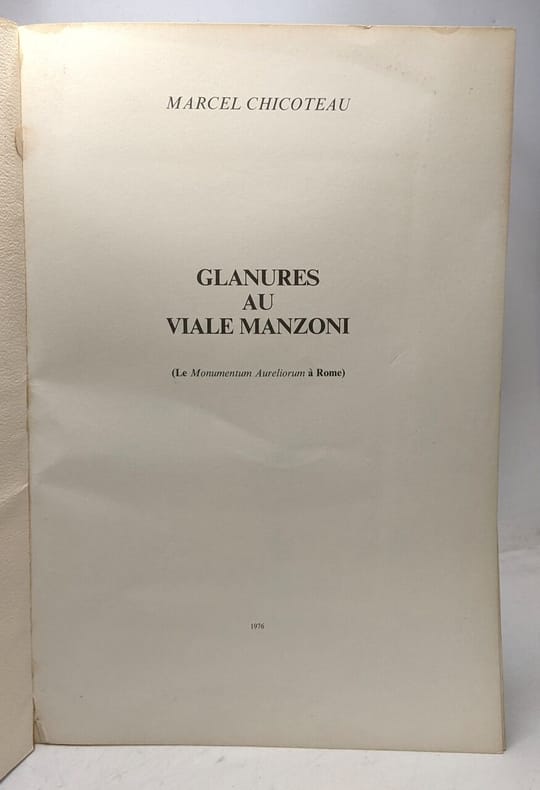 MARCEL CHICOTEAU
GLANURES
AU
VIALE MANZONI
(Le Monumentum Aureliorum à Rome)
1976